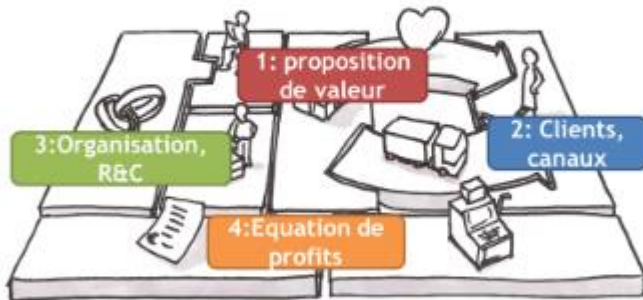 1: proposition
de valeur
2: Clients,
canaux
3:Organisation,
R&C
4:Equation de
profits